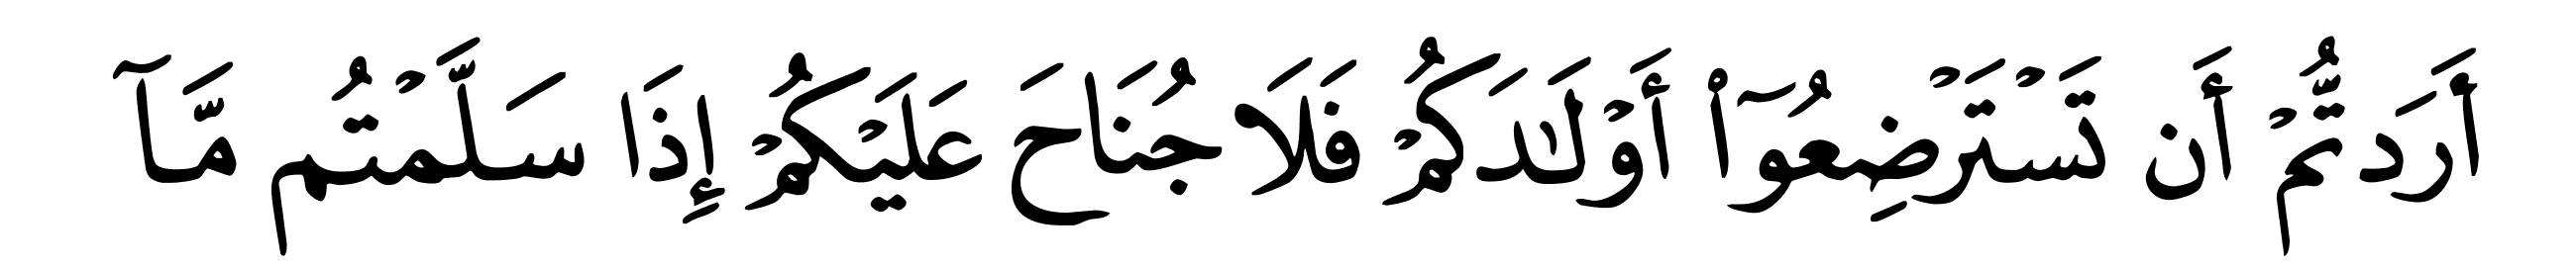 أَرَدتُّمْ أَن تَسْتَرْضِعُوٓا۟ أَوْلَـٰدَكُمْ فَلَا جُنَاحَ عَلَيْكُمْ إِذَا سَلَّمْتُم مَّآ